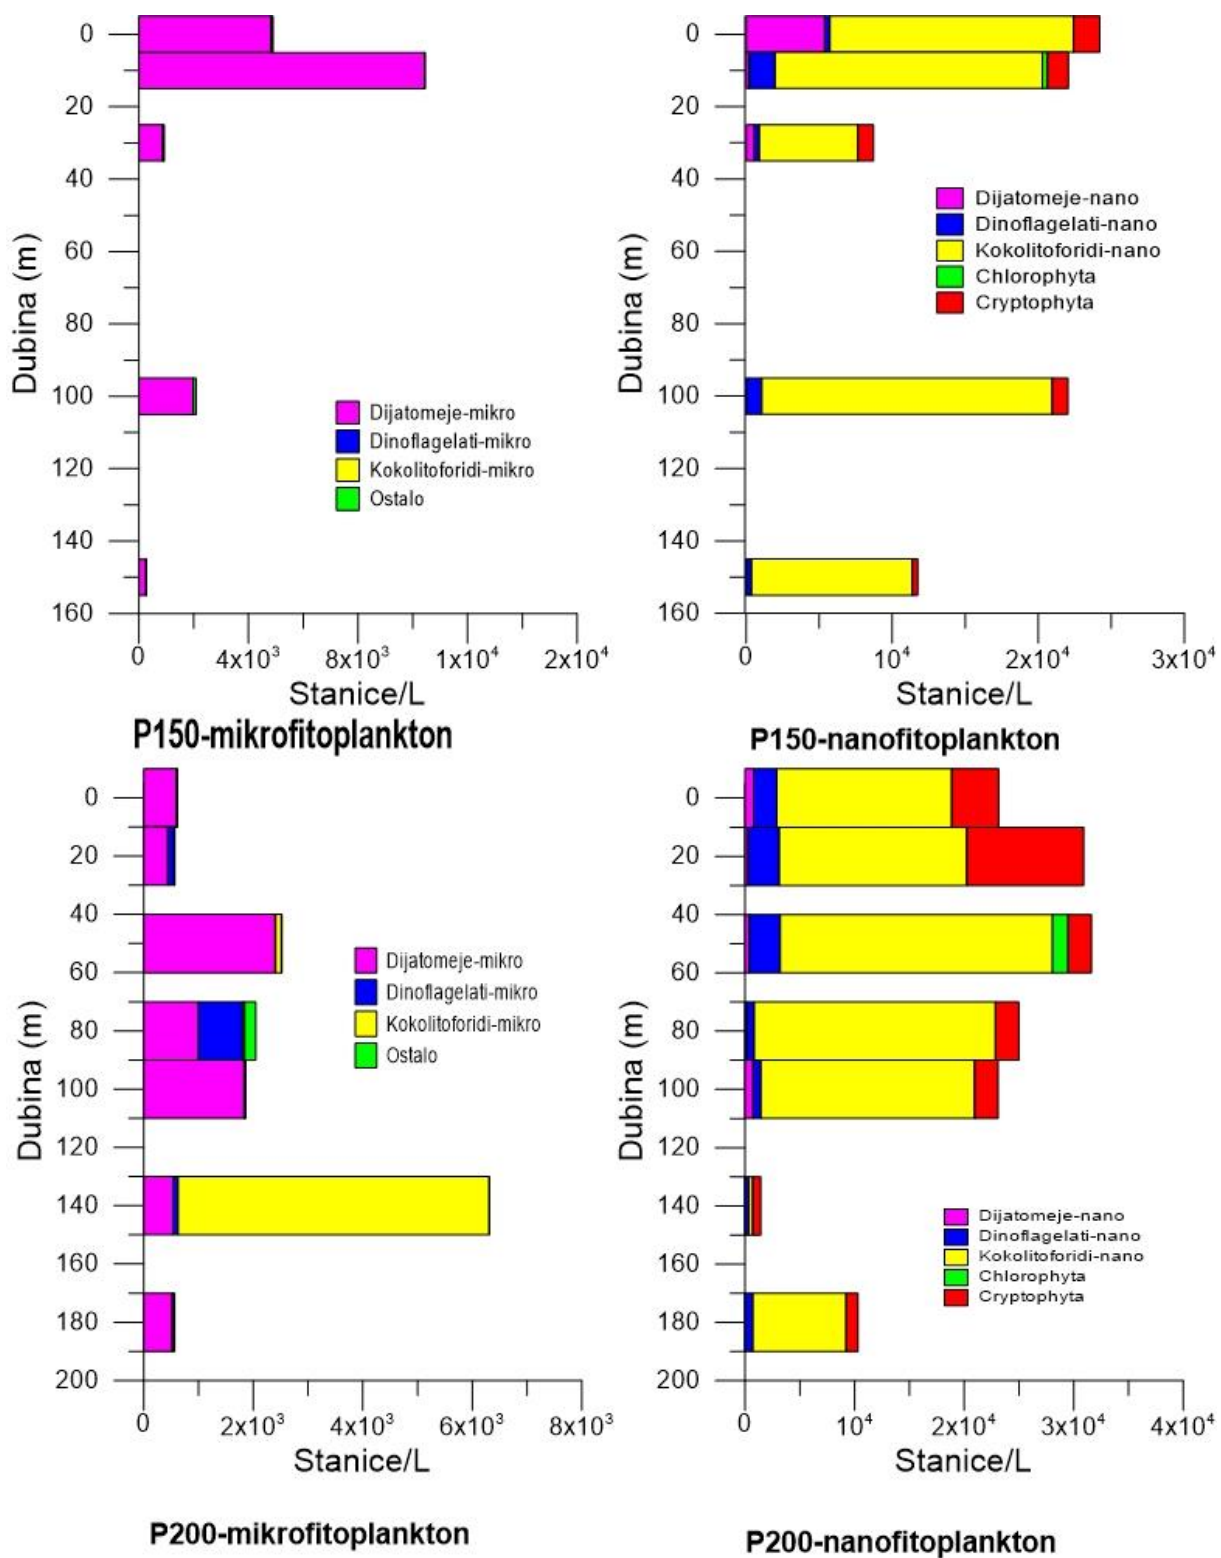 0
20
40
60
80
100
120
140
160
Dubina (m)
Dijatomeje-mikro
Dinoflagelati-mikro
Kokolitoforidi-mikro
Ostalo
0 4x10³ 8x10³ 1x10⁴ 2x10⁴
Stanice/L
P150-mikrofitoplankton
0
20
40
60
80
100
120
140
160
Dubina (m)
Dijatomeje-nano
Dinoflagelati-nano
Kokolitoforidi-nano
Chlorophyta
Cryptophyta
0 10⁴ 2x10⁴ 3x10⁴
Stanice/L
P150-nanofitoplankton
0
20
40
60
80
100
120
140
160
180
200
Dubina (m)
Dijatomeje-mikro
Dinoflagelati-mikro
Kokolitoforidi-mikro
Ostalo
0 2x10³ 4x10³ 6x10³ 8x10³
Stanice/L
P200-mikrofitoplankton
0
20
40
60
80
100
120
140
160
180
200
Dubina (m)
Dijatomeje-nano
Dinoflagelati-nano
Kokolitoforidi-nano
Chlorophyta
Cryptophyta
0 10⁴ 2x10⁴ 3x10⁴ 4x10⁴
Stanice/L
P200-nanofitoplankton